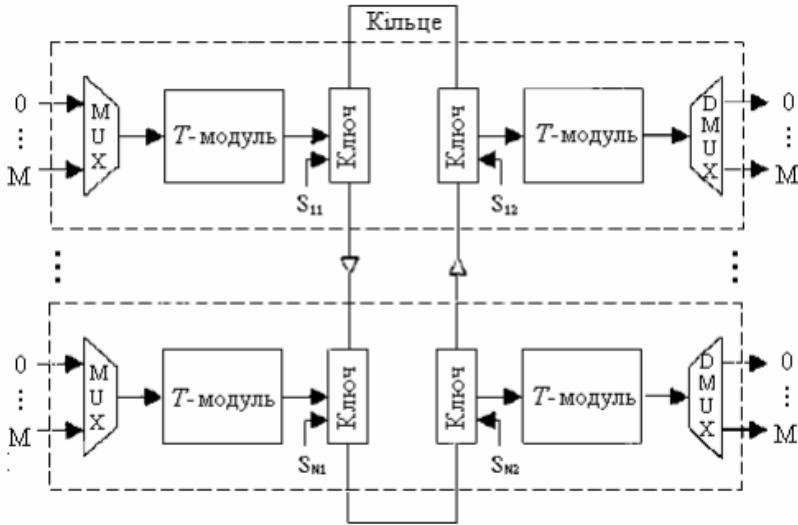 Кільце
0 MUX Т-модуль Ключ Ключ Т-модуль DMUX 0
⋮ ⋮
M M
S11 S12
⋮ ⋮
0 MUX Т-модуль Ключ Ключ Т-модуль DMUX 0
⋮ ⋮
M M
SN1 SN2